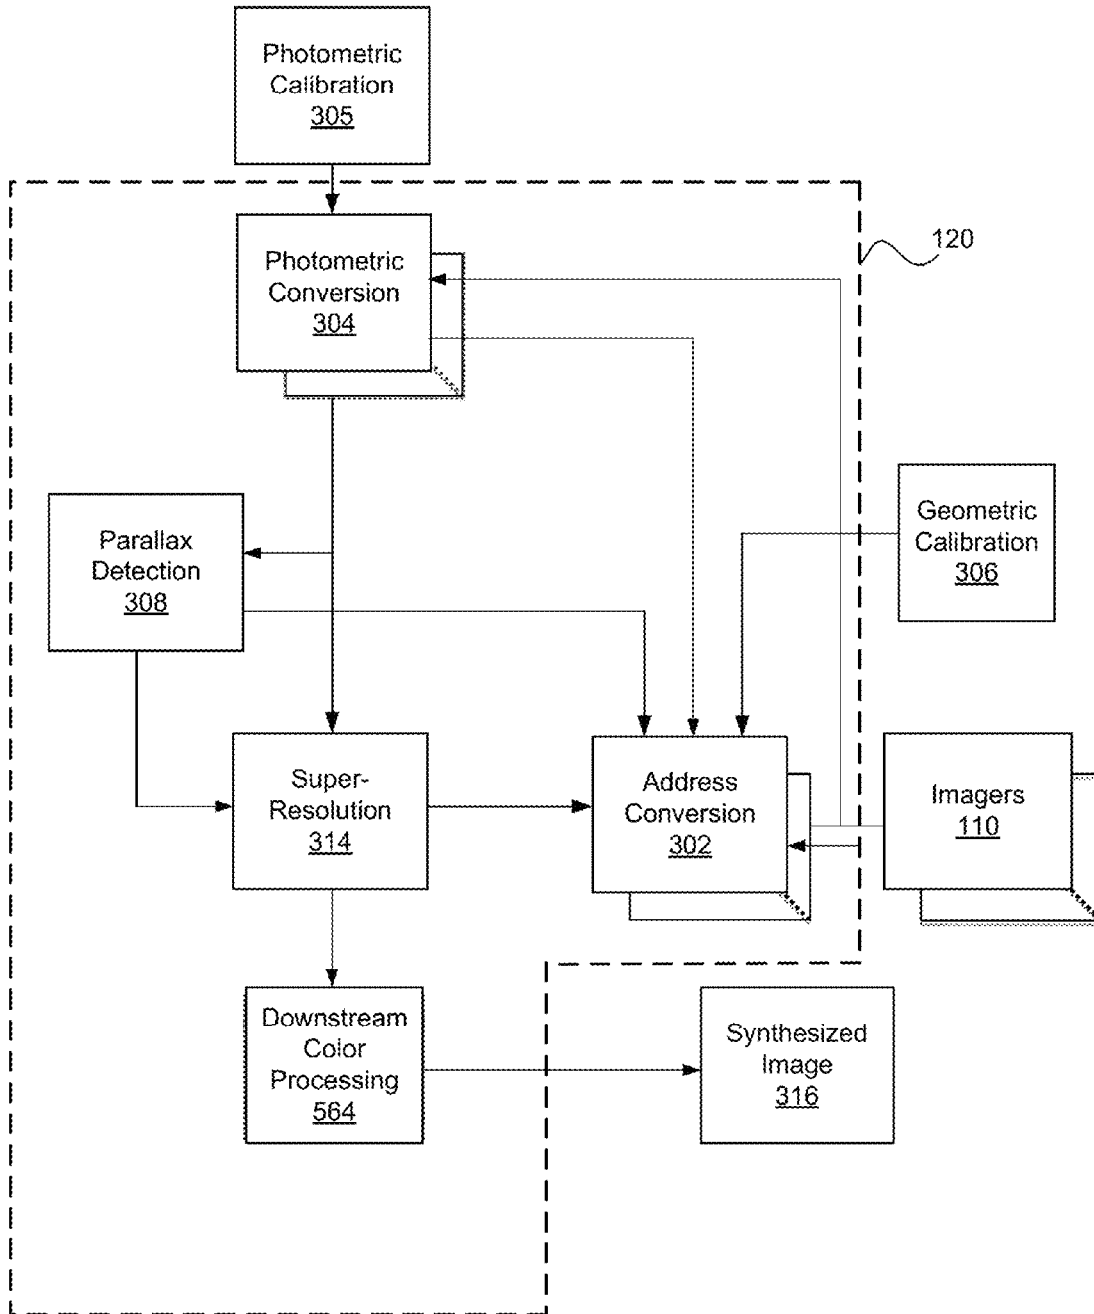 Photometric
Calibration
305
Photometric
Conversion
304
120
Parallax
Detection
308
Geometric
Calibration
306
Super-
Resolution
314
Address
Conversion
302
Imagers
110
Downstream
Color
Processing
564
Synthesized
Image
316